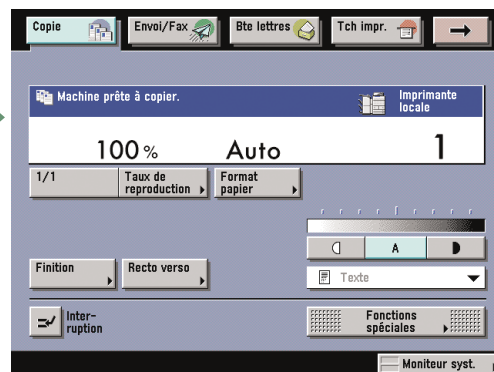 Copie Envoi/Fax Bte lettres Tch impr.
Machine prête à copier. Imprimante
locale
100 % Auto 1
1/1 Taux de
reproduction Format
papier
A
Texte
Finition Recto verso
Inter-
ruption Fonctions
spéciales
Moniteur syst.